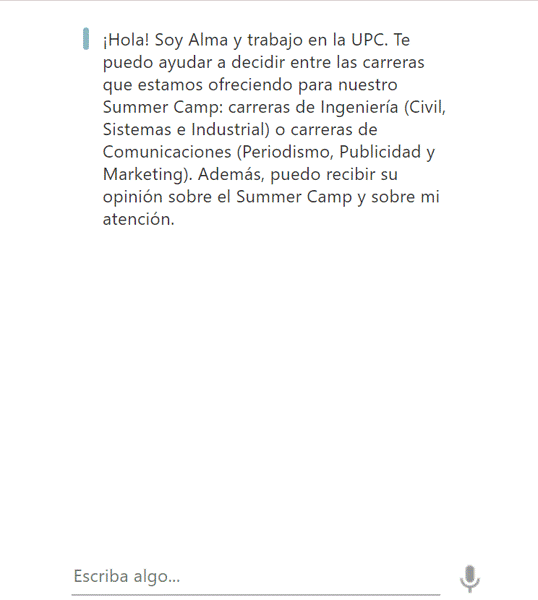 ¡Hola! Soy Alma y trabajo en la UPC. Te
puedo ayudar a decidir entre las carreras
que estamos ofreciendo para nuestro
Summer Camp: carreras de Ingeniería (Civil,
Sistemas e Industrial) o carreras de
Comunicaciones (Periodismo, Publicidad y
Marketing). Además, puedo recibir su
opinión sobre el Summer Camp y sobre mi
atención.
Escriba algo...